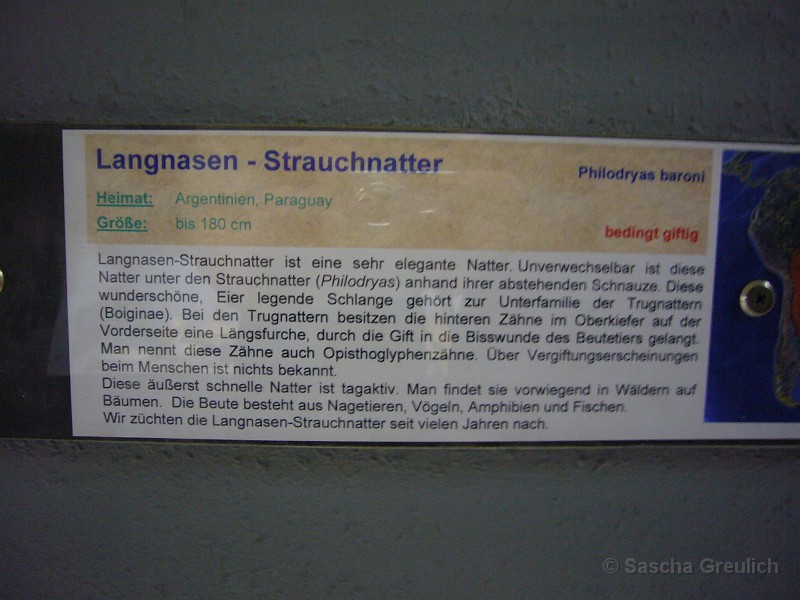 Langnasen - Strauchnatter
Philodryas baroni
Heimat: Argentinien, Paraguay
Größe: bis 180 cm
bedingt giftig
Langnasen-Strauchnatter ist eine sehr elegante Natter. Unverwechselbar ist diese
Natter unter den Strauchnatter (Philodryas) anhand ihrer abstehenden Schnauze. Diese
wunderschöne, Eier legende Schlange gehört zur Unterfamilie der Trugnattern
(Boiginae). Bei den Trugnattern besitzen die hinteren Zähne im Oberkiefer auf der
Vorderseite eine Längsfurche, durch die Gift in die Bisswunde des Beutetiers gelangt.
Man nennt diese Zähne auch Opisthoglyphenzähne. Über Vergiftungserscheinungen
beim Menschen ist nichts bekannt.
Diese äußerst schnelle Natter ist tagaktiv. Man findet sie vorwiegend in Wäldern auf
Bäumen. Die Beute besteht aus Nagetieren, Vögeln, Amphibien und Fischen.
Wir züchten die Langnasen-Strauchnatter seit vielen Jahren nach.
© Sascha Greulich